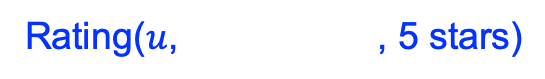 Rating(u, , 5 stars)